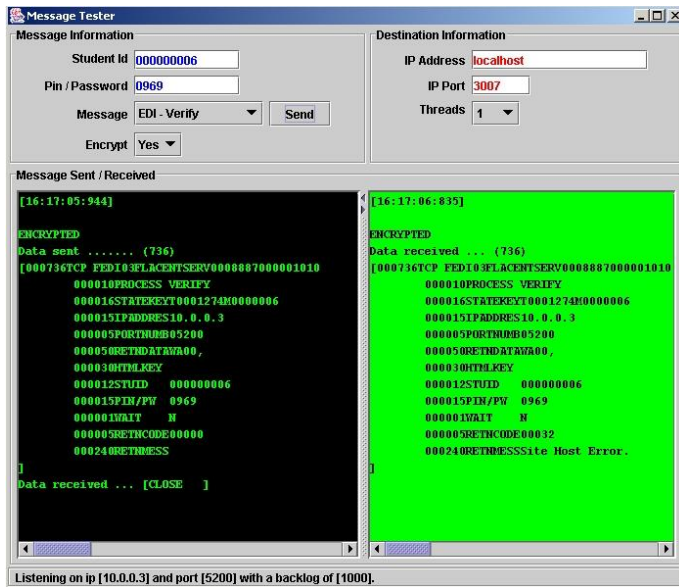 Message Tester
Message Information
Student Id 000000006
Pin / Password 0969
Message EDI - Verify Send
Encrypt Yes
Destination Information
IP Address localhost
IP Port 3007
Threads 1
Message Sent / Received
[16:17:05:944]
ENCRYPTED
Data sent ....... (736)
[000736TCP FEDI03FLACENTSERV0008887000001010
000010PROCESS VERIFY
000016STATEKEYT0001274M0000006
000015IPADDRES10.0.0.3
000005PORTNUMB05200
000050RETNDATAWA00,
000030HTMLKEY
000012STUID 000000006
000015PIN/PW 0969
000001WAIT N
000005RETNCODE00000
000240RETNMESS
]
Data received ... [CLOSE ]
[16:17:06:835]
ENCRYPTED
Data received ... (736)
[000736TCP FEDI03FLACENTSERV0008887000001010
000010PROCESS VERIFY
000016STATEKEYT0001274M0000006
000015IPADDRES10.0.0.3
000005PORTNUMB05200
000050RETNDATAWA00,
000030HTMLKEY
000012STUID 000000006
000015PIN/PW 0969
000001WAIT N
000005RETNCODE00032
000240RETNMESSSite Host Error.
]
Listening on ip [10.0.0.3] and port [5200] with a backlog of [1000].